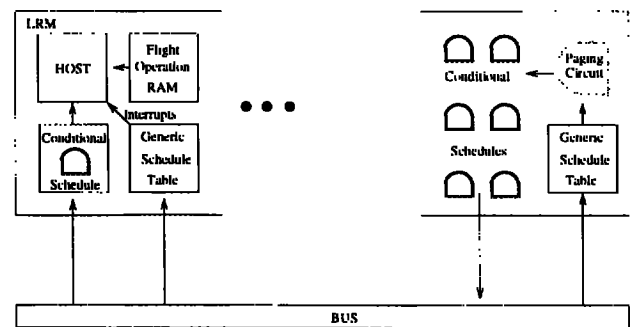 LRM
HOST
Flight
Operation
RAM
Interrupts
Conditional
Schedule
Generic
Schedule
Table
Conditional
Schedules
Paging
Circuit
Generic
Schedule
Table
BUS